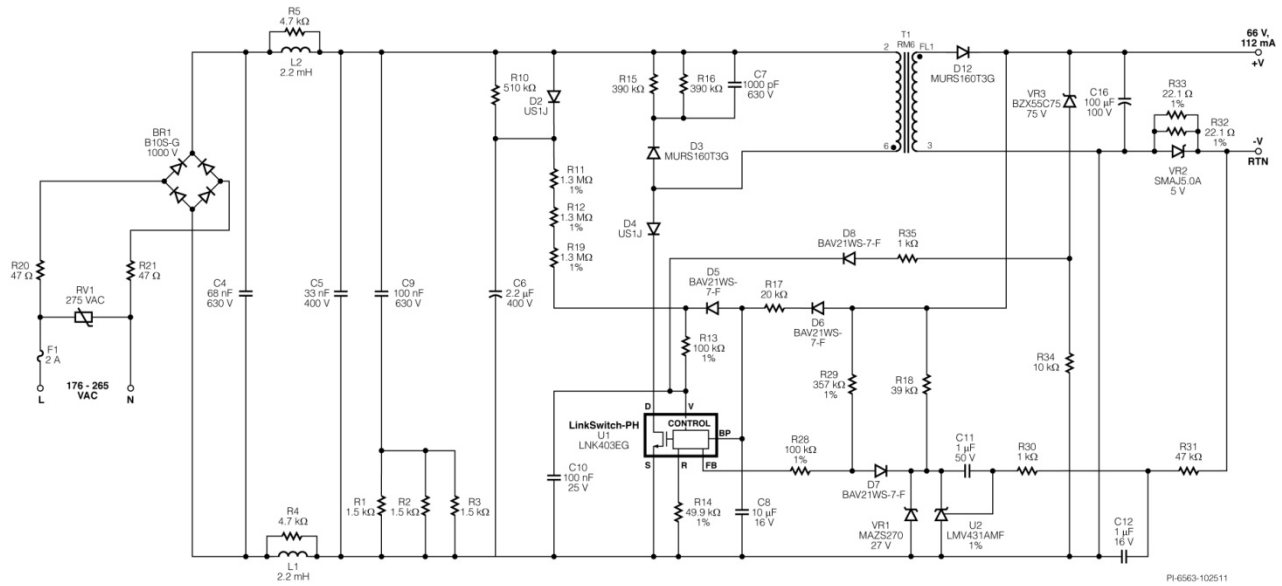 R5
4.7 kΩ
L2
2.2 mH
BR1
B10S-G
1000 V
R20
47 Ω
R21
47 Ω
RV1
275 VAC
F1
2 A
L
176 - 265
VAC
N
C4
68 nF
630 V
C5
33 nF
400 V
C9
100 nF
630 V
R1
1.5 kΩ
R2
1.5 kΩ
R3
1.5 kΩ
R4
4.7 kΩ
L1
2.2 mH
R10
510 kΩ
D2
US1J
R11
1.3 MΩ
1%
R12
1.3 MΩ
1%
R19
1.3 MΩ
1%
C6
2.2 µF
400 V
R15
390 kΩ
R16
390 kΩ
C7
1000 pF
630 V
D3
MURS160T3G
D4
US1J
T1
RM6
2
FL1
6
3
D12
MURS160T3G
VR3
BZX55C75
75 V
C16
100 µF
100 V
66 V,
112 mA
+V
R33
22.1 Ω
1%
R32
22.1 Ω
1%
-V
RTN
VR2
SMAJ5.0A
5 V
D8
BAV21WS-7-F
R35
1 kΩ
D5
BAV21WS-
7-F
R17
20 kΩ
D6
BAV21WS-
7-F
R13
100 kΩ
1%
R29
357 kΩ
1%
R18
39 kΩ
R34
10 kΩ
LinkSwitch-PH
U1
LNK403EG
D
V
CONTROL
BP
S
R
FB
C10
100 nF
25 V
R14
49.9 kΩ
1%
C8
10 µF
16 V
R28
100 kΩ
1%
D7
BAV21WS-7-F
C11
1 µF
50 V
R30
1 kΩ
R31
47 kΩ
VR1
MAZS270
27 V
U2
LMV431AMF
1%
C12
1 µF
16 V
PI-6563-102511